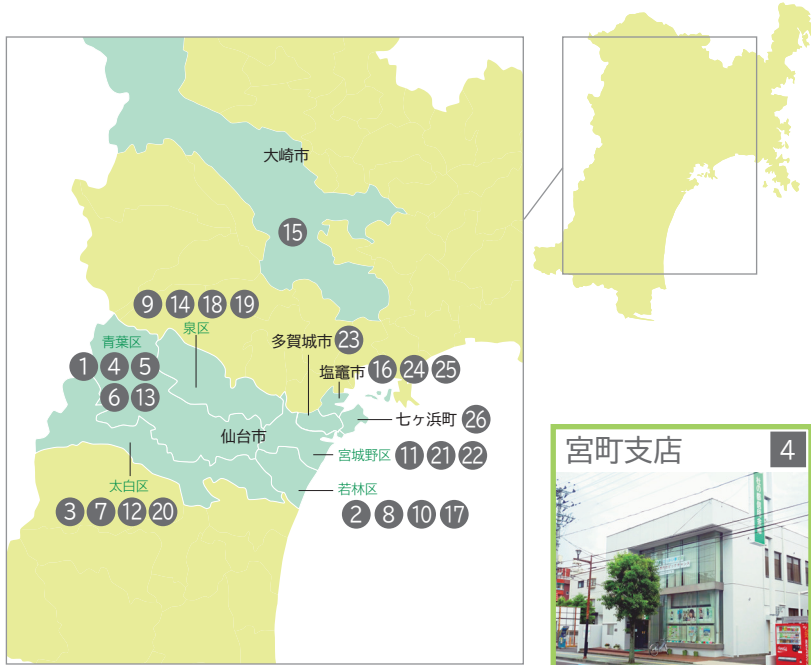 大崎市
15
9 14 18 19
泉区
青葉区
1 4 5
6 13
多賀城市 23
塩竈市 16 24 25
七ヶ浜町 26
仙台市
宮城野区 11 21 22
太白区
3 7 12 20
若林区
2 8 10 17
宮町支店 4